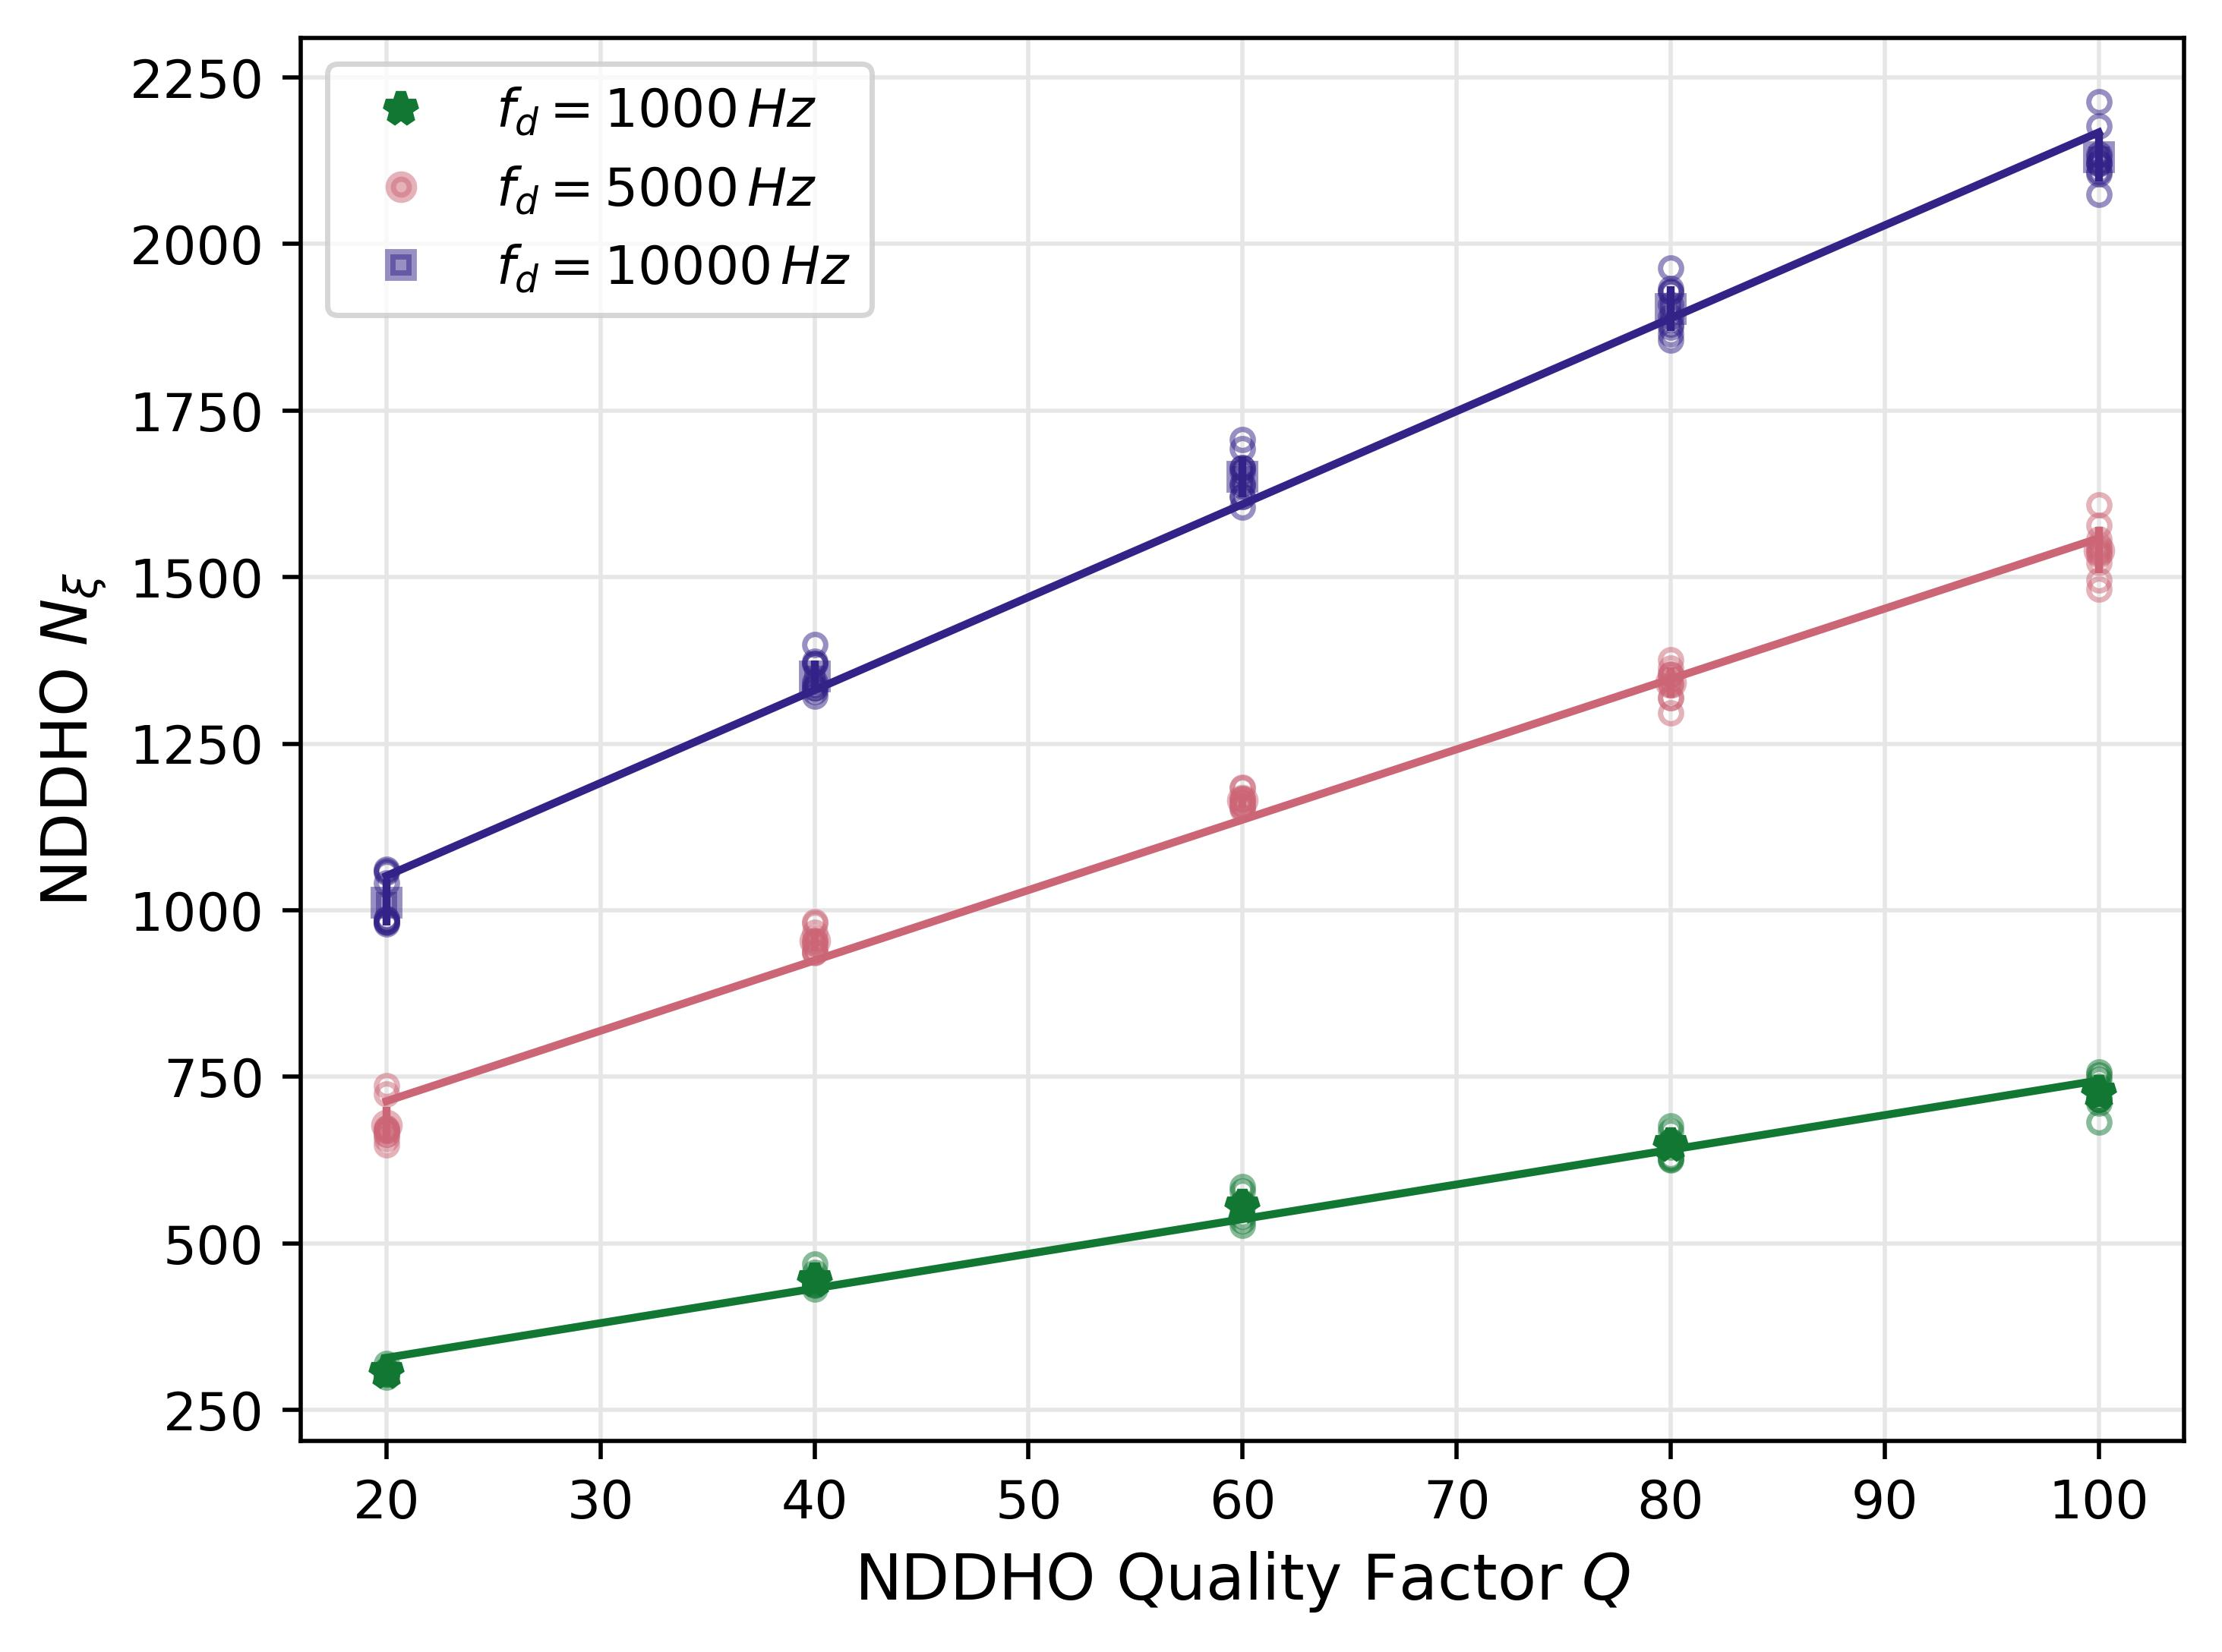 2250
2000
1750
1500
1250
1000
750
500
250
NDDHO N_ξ
f_d = 1000 Hz
f_d = 5000 Hz
f_d = 10000 Hz
20 30 40 50 60 70 80 90 100
NDDHO Quality Factor Q